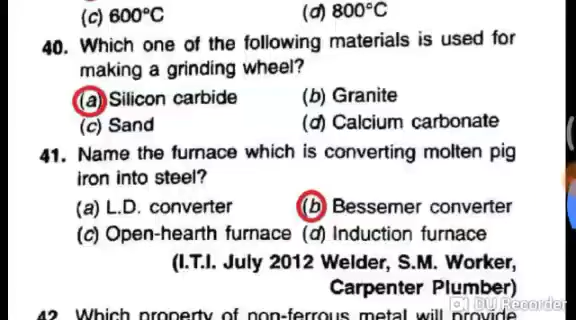 (c) 600°C (d) 800°C
40. Which one of the following materials is used for
making a grinding wheel?
(a) Silicon carbide (b) Granite
(c) Sand (d) Calcium carbonate
41. Name the furnace which is converting molten pig
iron into steel?
(a) L.D. converter (b) Bessemer converter
(c) Open-hearth furnace (d) Induction furnace
(I.T.I. July 2012 Welder, S.M. Worker,
Carpenter Plumber)
DU Recorder
42. Which property of non-ferrous metal will provide